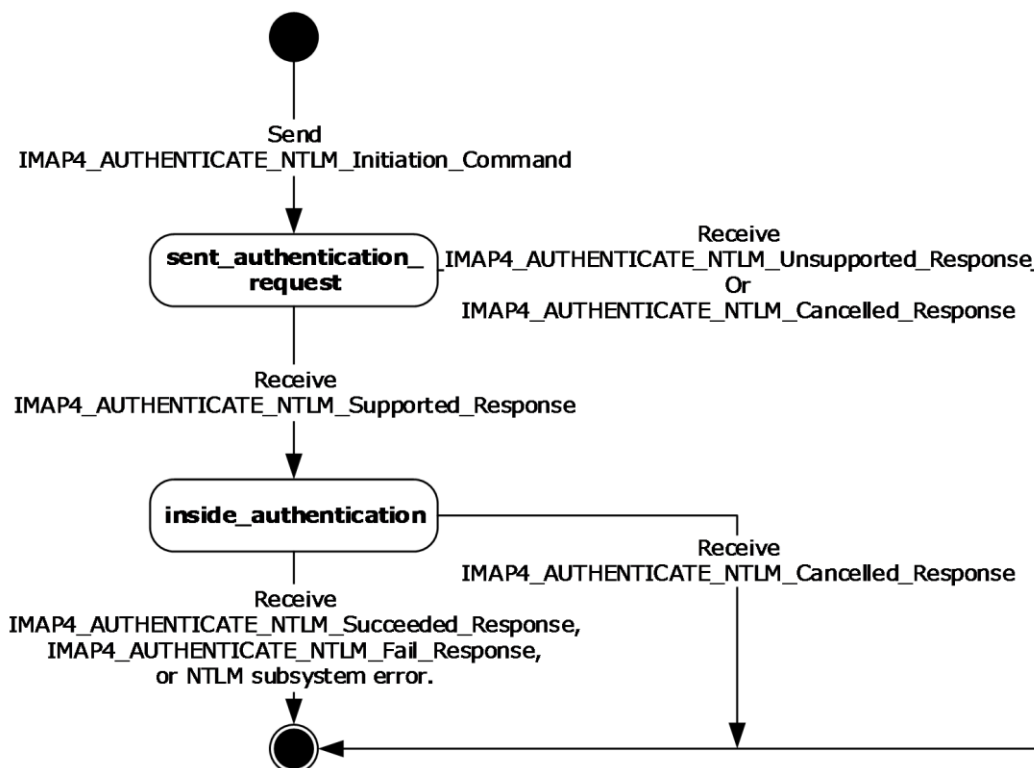 Send
IMAP4_AUTHENTICATE_NTLM_Initiation_Command
sent_authentication_
request
Receive
IMAP4_AUTHENTICATE_NTLM_Unsupported_Response
Or
IMAP4_AUTHENTICATE_NTLM_Cancelled_Response
Receive
IMAP4_AUTHENTICATE_NTLM_Supported_Response
inside_authentication
Receive
IMAP4_AUTHENTICATE_NTLM_Cancelled_Response
Receive
IMAP4_AUTHENTICATE_NTLM_Succeeded_Response,
IMAP4_AUTHENTICATE_NTLM_Fail_Response,
or NTLM subsystem error.